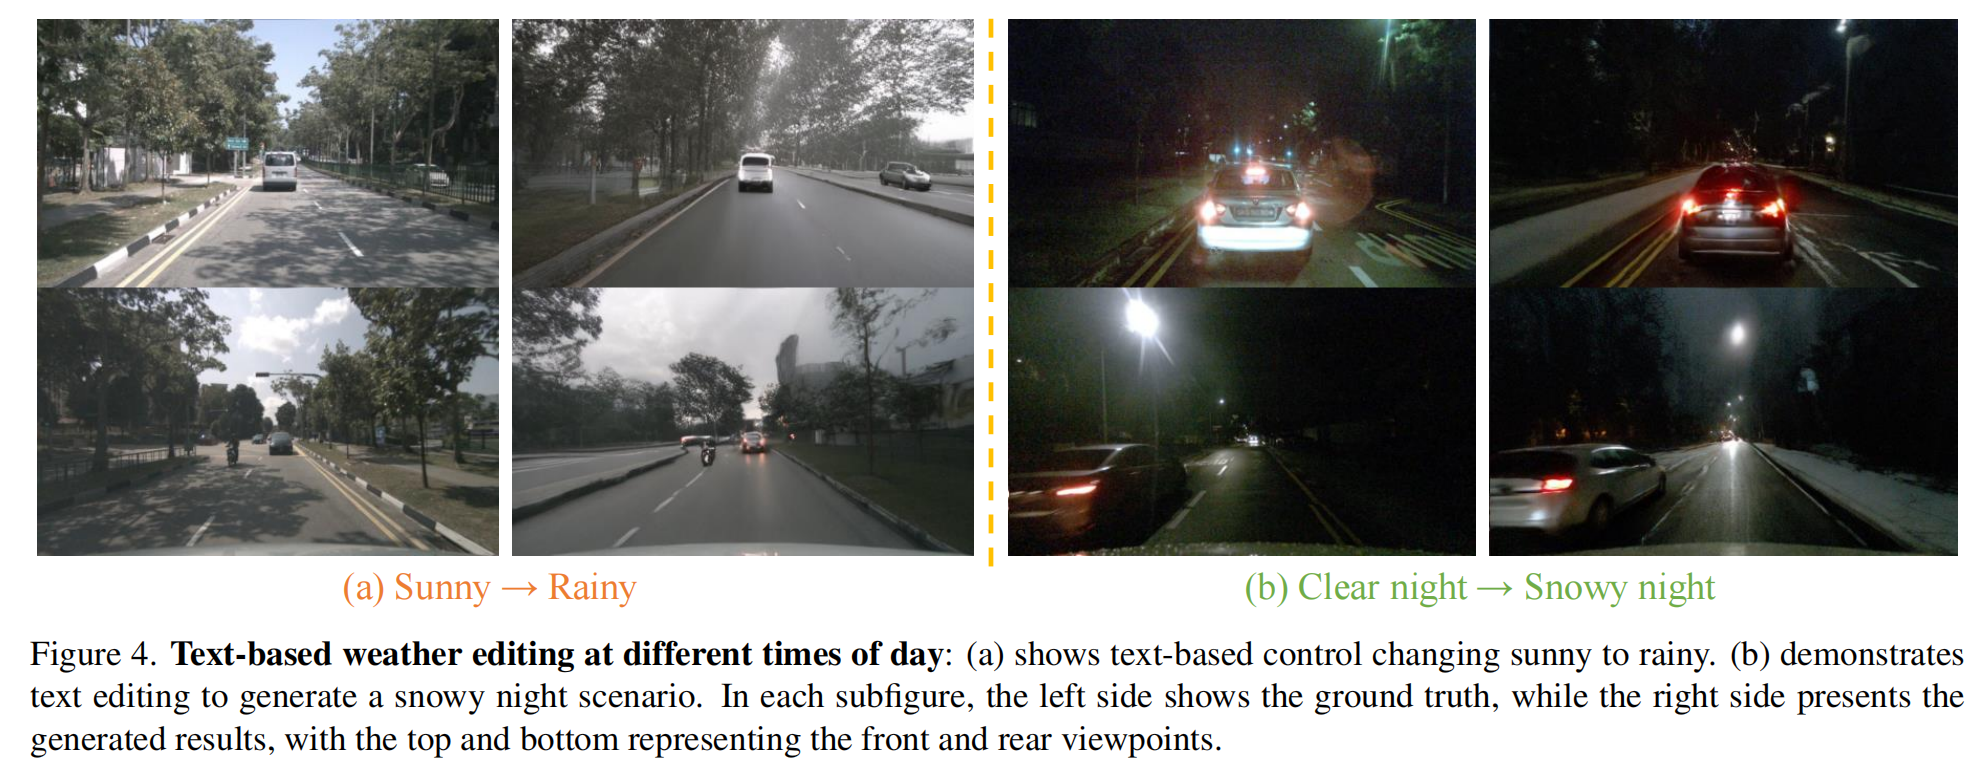 (a) Sunny → Rainy
(b) Clear night → Snowy night
Figure 4. Text-based weather editing at different times of day: (a) shows text-based control changing sunny to rainy. (b) demonstrates
text editing to generate a snowy night scenario. In each subfigure, the left side shows the ground truth, while the right side presents the
generated results, with the top and bottom representing the front and rear viewpoints.